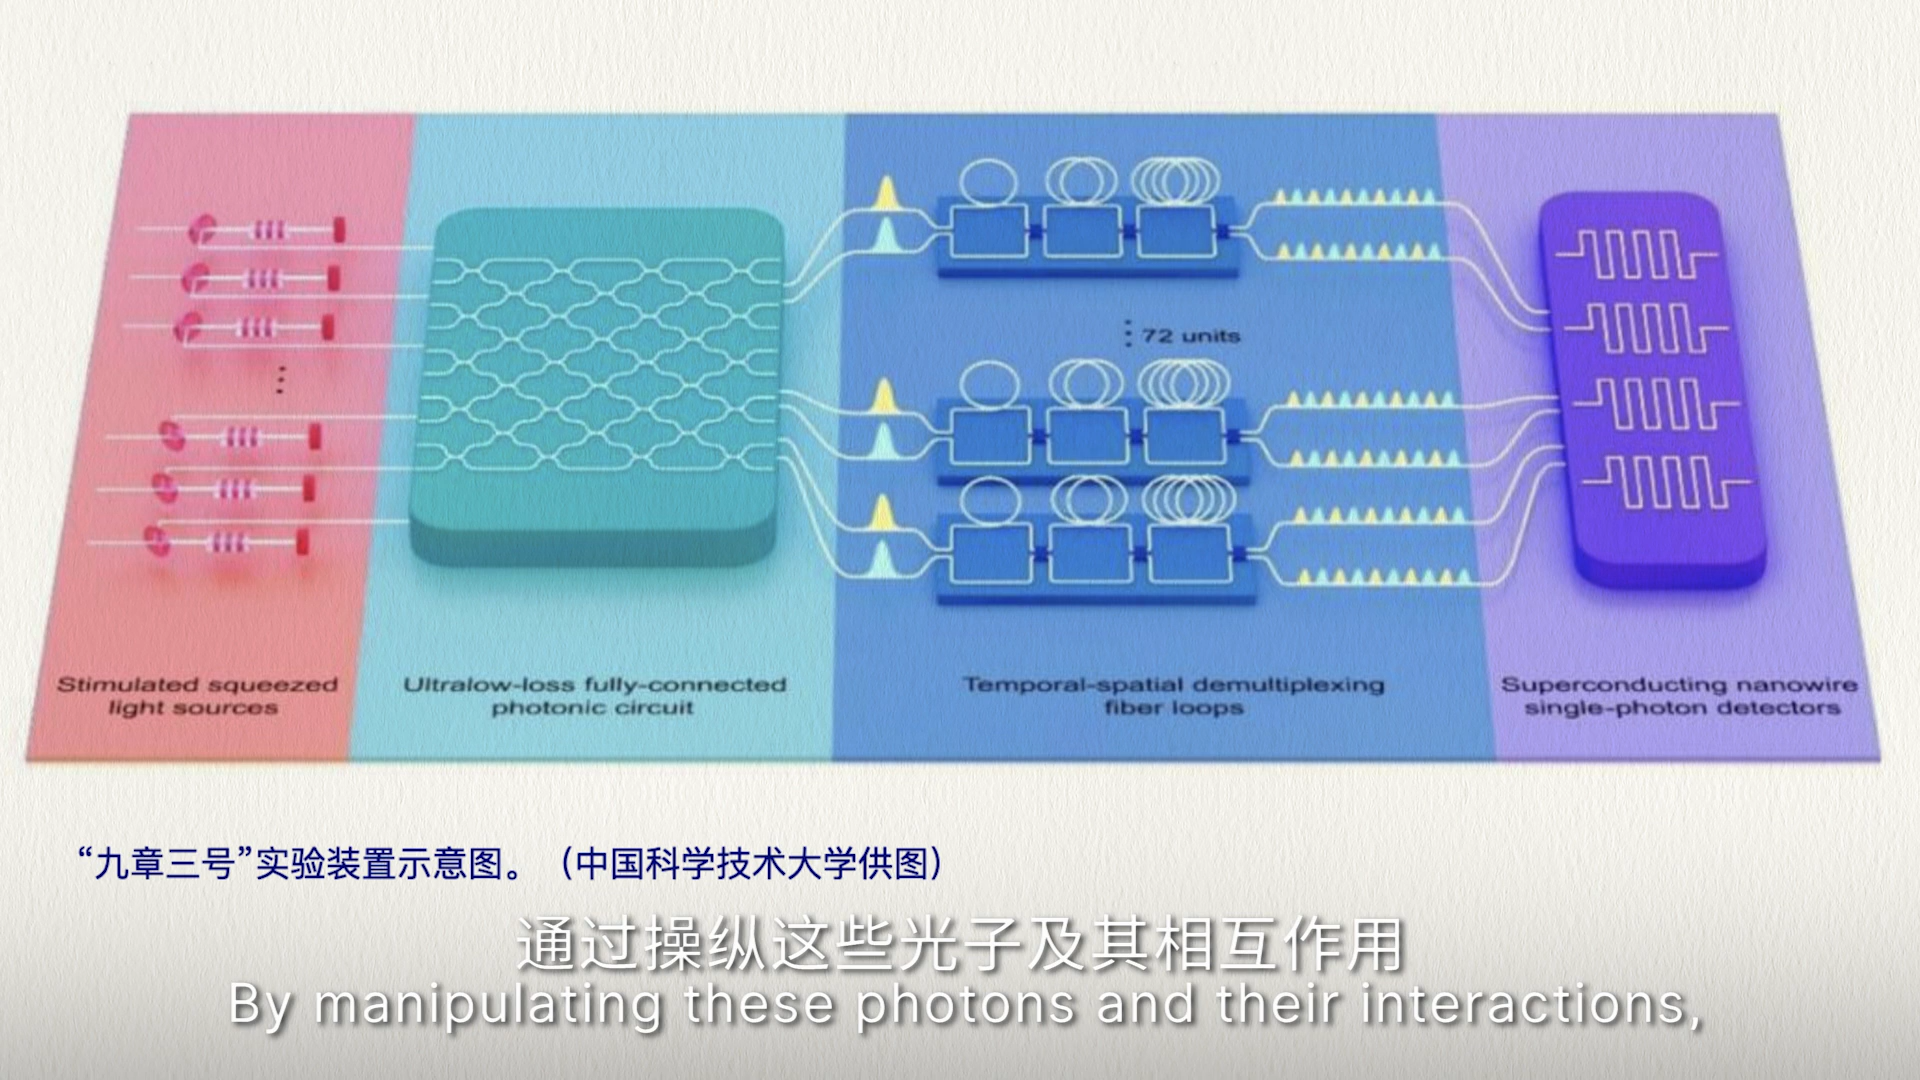 72 units
Stimulated squeezed
light sources
Ultralow-loss fully-connected
photonic circuit
Temporal-spatial demultiplexing
fiber loops
Superconducting nanowire
single-photon detectors
“九章三号”实验装置示意图。（中国科学技术大学供图）
通过操纵这些光子及其相互作用
By manipulating these photons and their interactions,